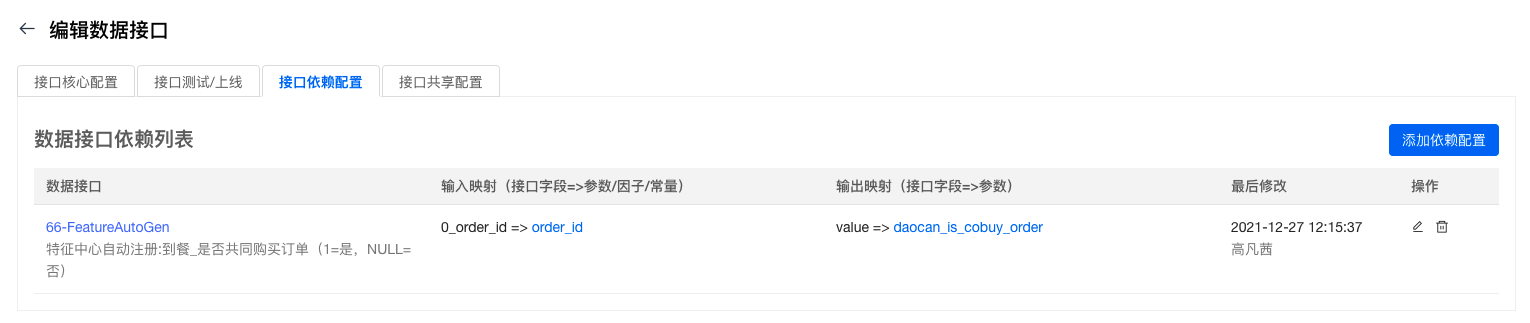 编辑数据接口
接口核心配置 接口测试/上线 接口依赖配置 接口共享配置
数据接口依赖列表 添加依赖配置
数据接口 输入映射（接口字段=>参数/因子/常量） 输出映射（接口字段=>参数） 最后修改 操作
66-FeatureAutoGen 0_order_id => order_id value => daocan_is_cobuy_order 2021-12-27 12:15:37
特征中心自动注册:到餐_是否共同购买订单（1=是，NULL= 高凡茜
否）